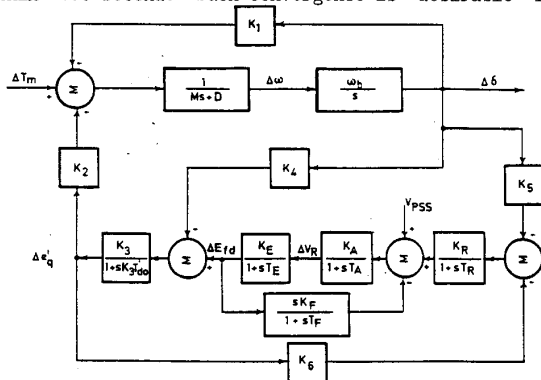 K1
ΔTm
Σ
1
Ms+D
Δω
ωb
s
Δδ
K2
K4
K5
VPSS
Δe'q
K3
1+sK3T'do
Σ
ΔEfd
KE
1+sTE
ΔVR
KA
1+sTA
Σ
KR
1+sTR
Σ
sKF
1+sTF
K6